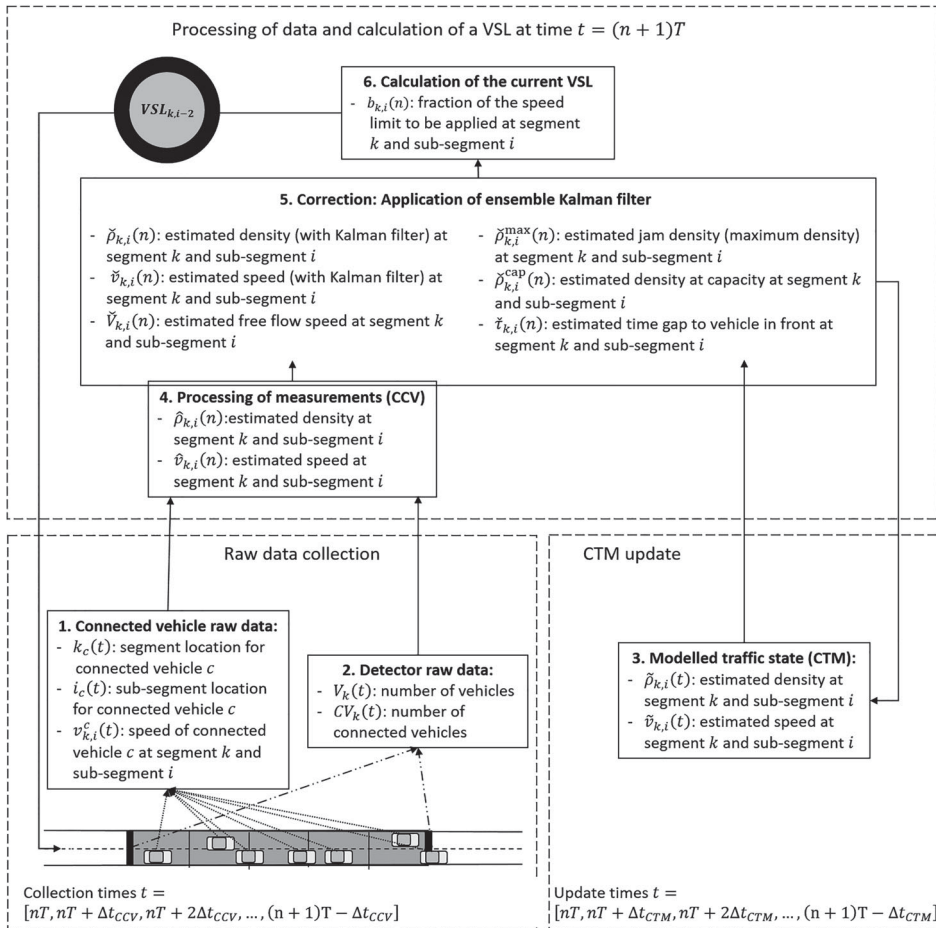 Processing of data and calculation of a VSL at time t = (n + 1)T
VSL_{k,i−2}
6. Calculation of the current VSL
- b_{k,i}(n): fraction of the speed
limit to be applied at segment
k and sub-segment i
5. Correction: Application of ensemble Kalman filter
- ρ̆_{k,i}(n): estimated density (with Kalman filter) at
segment k and sub-segment i
- v̆_{k,i}(n): estimated speed (with Kalman filter) at
segment k and sub-segment i
- V̆_{k,i}(n): estimated free flow speed at segment k
and sub-segment i
- ρ̆^{max}_{k,i}(n): estimated jam density (maximum density)
at segment k and sub-segment i
- ρ̆^{cap}_{k,i}(n): estimated density at capacity at segment k
and sub-segment i
- τ̆_{k,i}(n): estimated time gap to vehicle in front at
segment k and sub-segment i
4. Processing of measurements (CCV)
- ρ̂_{k,i}(n):estimated density at
segment k and sub-segment i
- v̂_{k,i}(n): estimated speed at
segment k and sub-segment i
Raw data collection
1. Connected vehicle raw data:
- k_c(t): segment location for
connected vehicle c
- i_c(t): sub-segment location
for connected vehicle c
- v^c_{k,i}(t): speed of connected
vehicle c at segment k and
sub-segment i
2. Detector raw data:
- V_k(t): number of vehicles
- CV_k(t): number of
connected vehicles
Collection times t =
[nT, nT + Δt_{CCV}, nT + 2Δt_{CCV}, …, (n + 1)T − Δt_{CCV}]
CTM update
3. Modelled traffic state (CTM):
- ρ̃_{k,i}(t): estimated density at
segment k and sub-segment i
- ṽ_{k,i}(t): estimated speed at
segment k and sub-segment i
Update times t =
[nT, nT + Δt_{CTM}, nT + 2Δt_{CTM}, …, (n + 1)T − Δt_{CTM}]